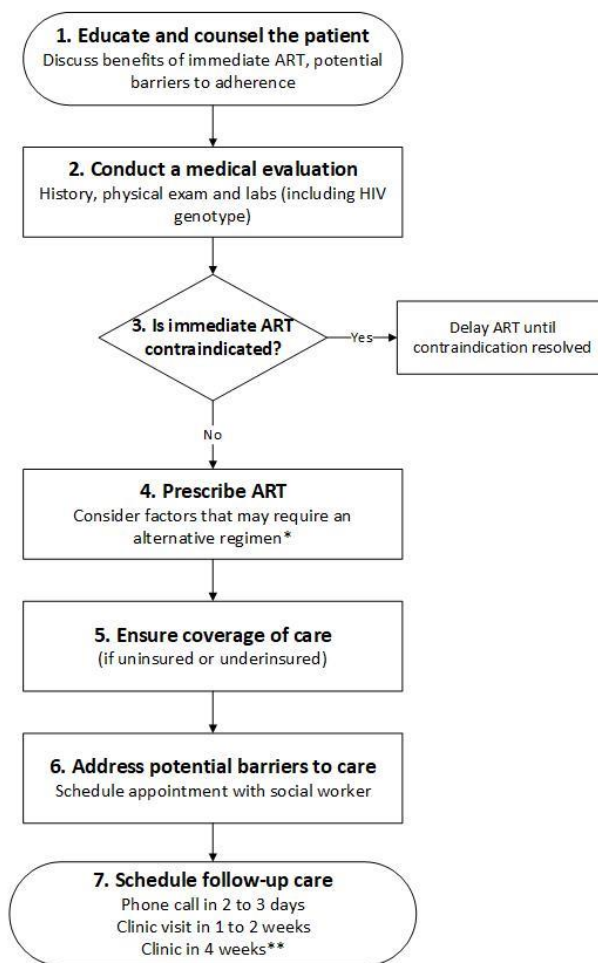 1. Educate and counsel the patient
Discuss benefits of immediate ART, potential
barriers to adherence
2. Conduct a medical evaluation
History, physical exam and labs (including HIV
genotype)
3. Is immediate ART
contraindicated?
Yes
Delay ART until
contraindication resolved
No
4. Prescribe ART
Consider factors that may require an
alternative regimen*
5. Ensure coverage of care
(if uninsured or underinsured)
6. Address potential barriers to care
Schedule appointment with social worker
7. Schedule follow-up care
Phone call in 2 to 3 days
Clinic visit in 1 to 2 weeks
Clinic in 4 weeks**